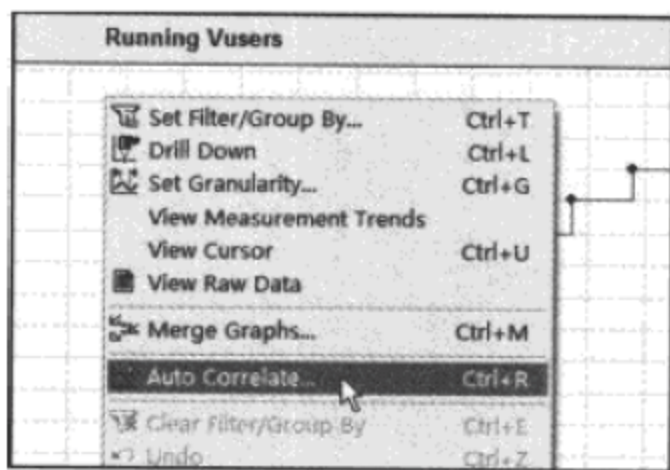 Running Vusers
Set Filter/Group By... Ctrl+T
Drill Down Ctrl+L
Set Granularity... Ctrl+G
View Measurement Trends
View Cursor Ctrl+U
View Raw Data
Merge Graphs... Ctrl+M
Auto Correlate... Ctrl+R
Clear Filter/Group By Ctrl+E
Undo Ctrl+Z